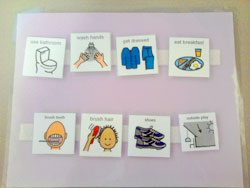 use bathroom
wash hands
get dressed
eat breakfast
brush teeth
brush hair
shoes
outside play